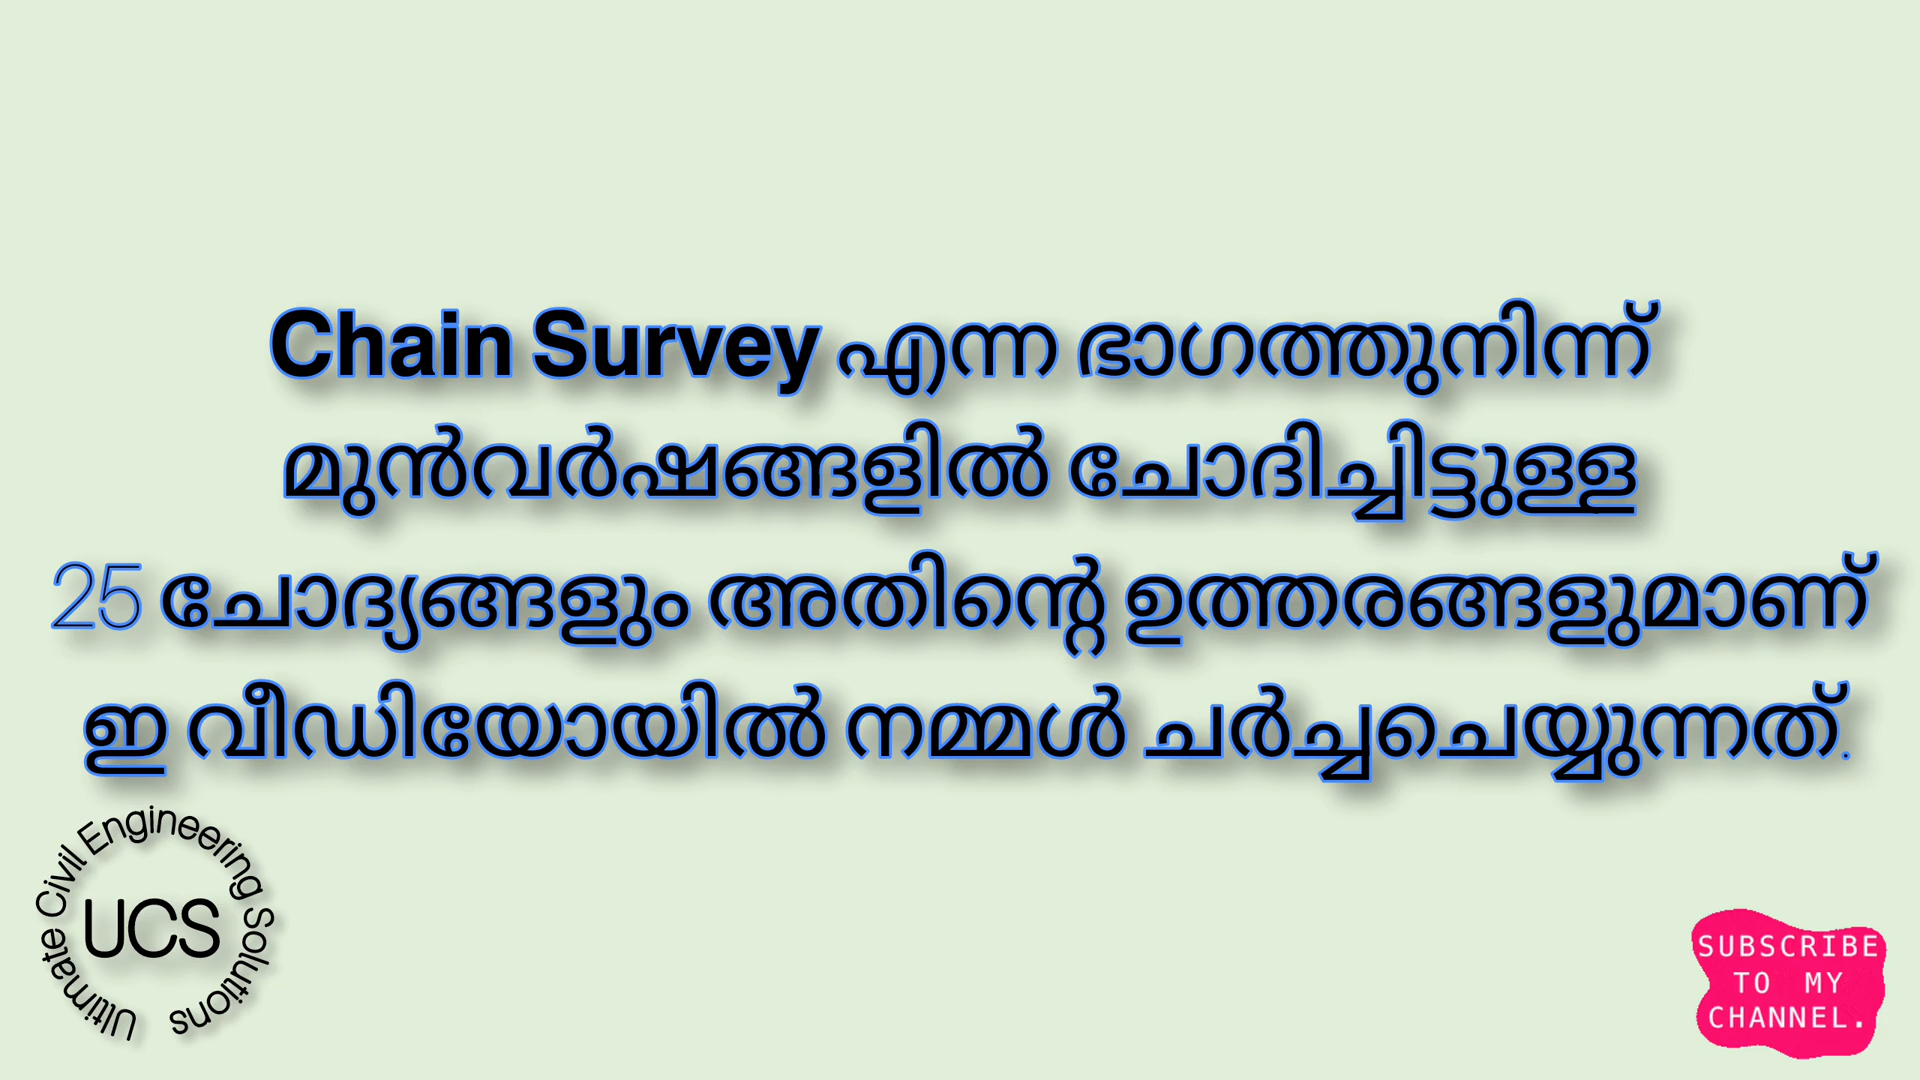 Chain Survey എന്ന ഭാഗത്തുനിന്ന്
മുൻവർഷങ്ങളിൽ ചോദിച്ചിട്ടുള്ള
25 ചോദ്യങ്ങളും അതിന്റെ ഉത്തരങ്ങളുമാണ്
ഇ വീഡിയോയിൽ നമ്മൾ ചർച്ചചെയ്യുന്നത്.
Ultimate Civil Engineering Solutions
UCS
SUBSCRIBE
TO MY
CHANNEL.